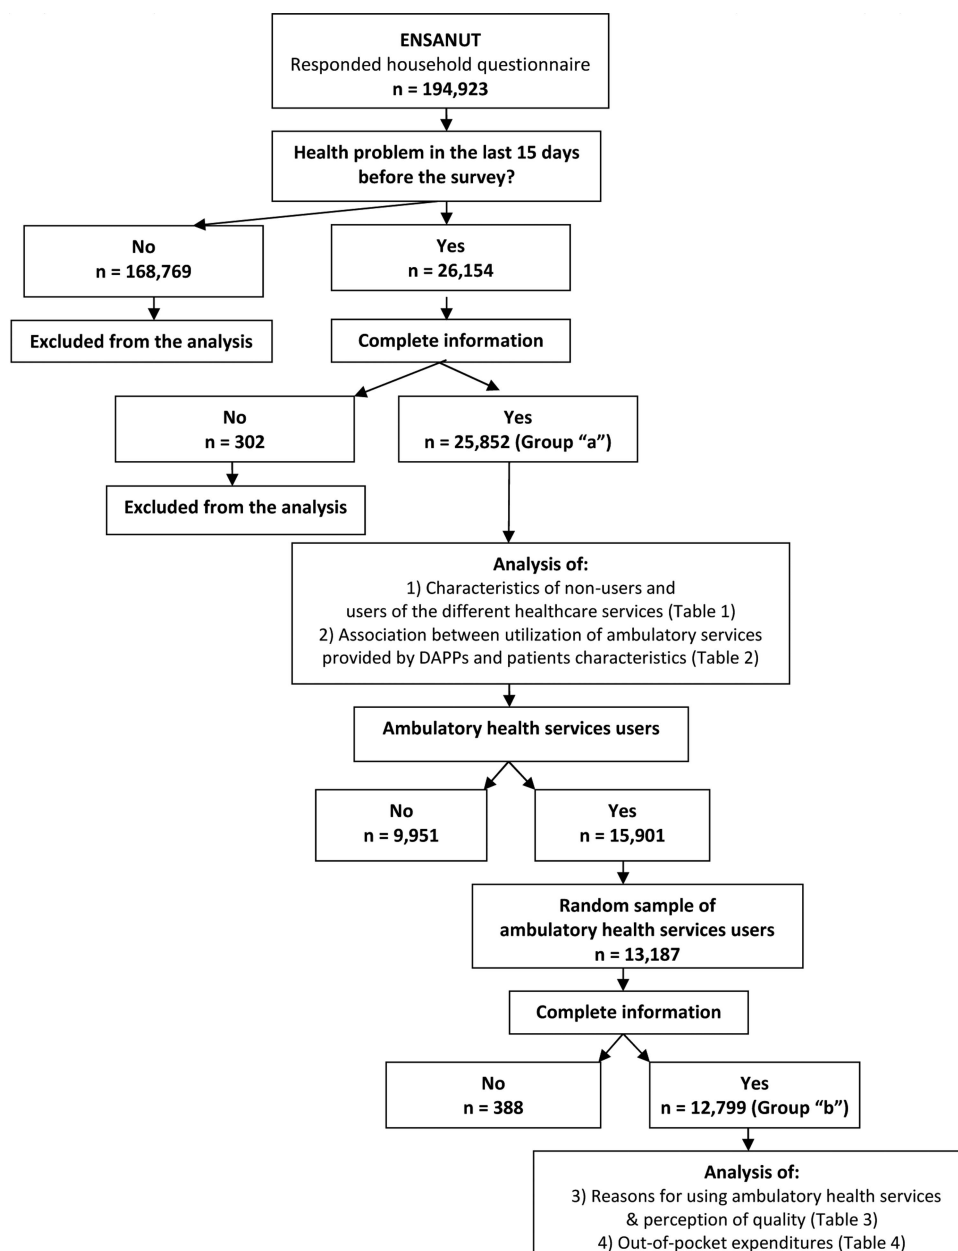 ENSANUT
Responded household questionnaire
n = 194,923
Health problem in the last 15 days
before the survey?
No
n = 168,769
Yes
n = 26,154
Excluded from the analysis
Complete information
No
n = 302
Yes
n = 25,852 (Group “a”)
Excluded from the analysis
Analysis of:
1) Characteristics of non-users and
users of the different healthcare services (Table 1)
2) Association between utilization of ambulatory services
provided by DAPPs and patients characteristics (Table 2)
Ambulatory health services users
No
n = 9,951
Yes
n = 15,901
Random sample of
ambulatory health services users
n = 13,187
Complete information
No
n = 388
Yes
n = 12,799 (Group “b”)
Analysis of:
3) Reasons for using ambulatory health services
& perception of quality (Table 3)
4) Out-of-pocket expenditures (Table 4)